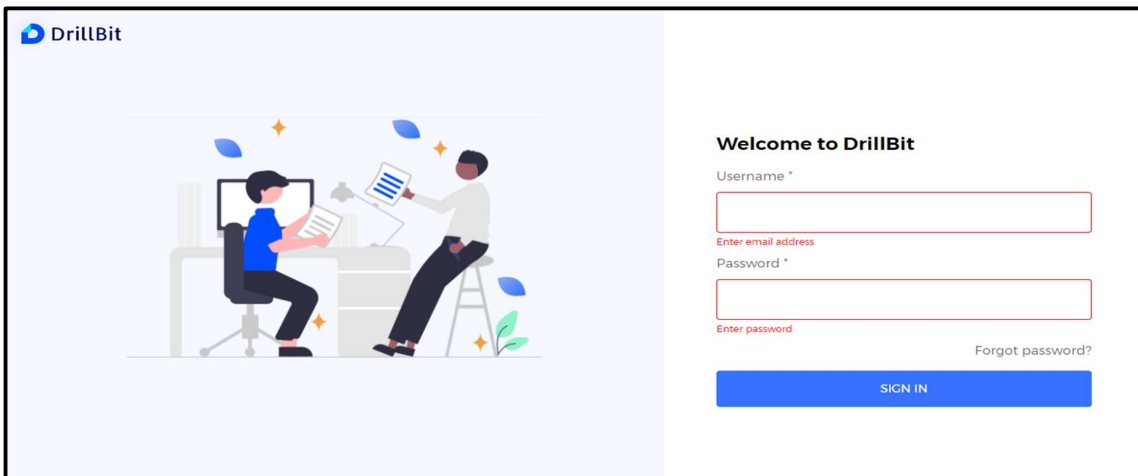 DrillBit
Welcome to DrillBit
Username *
Enter email address
Password *
Enter password
Forgot password?
SIGN IN